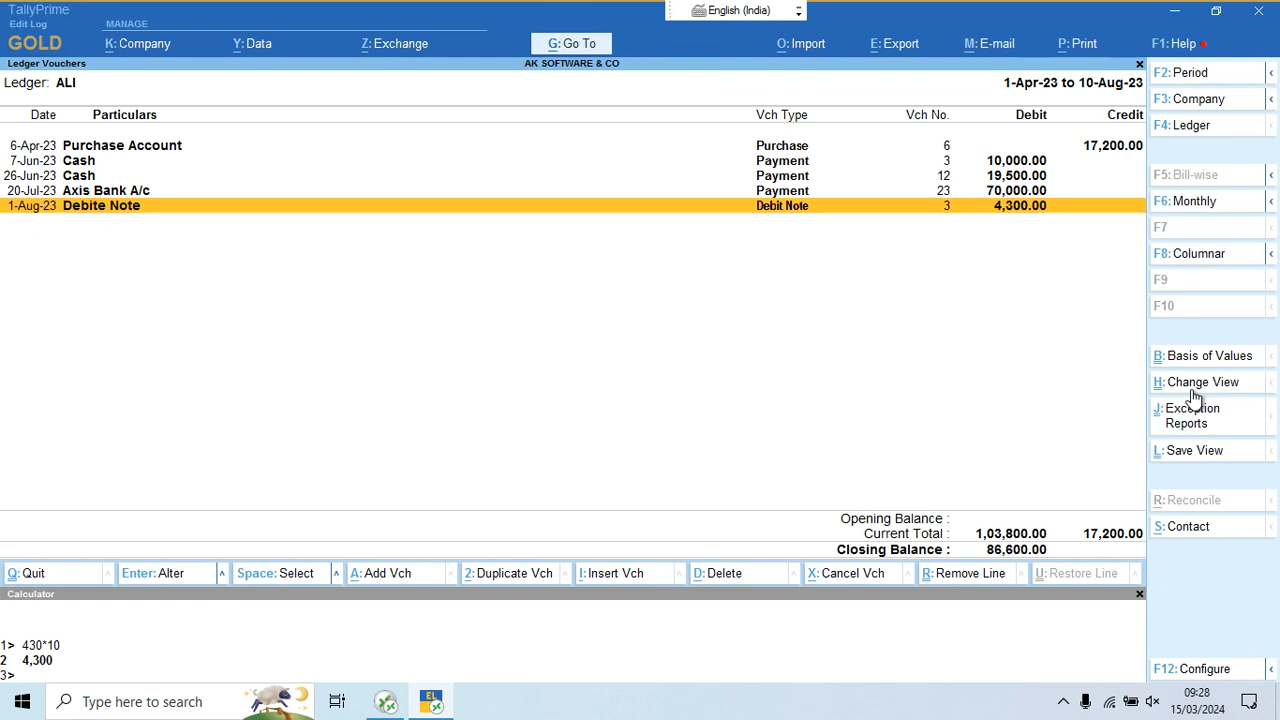 TallyPrime
Edit Log
GOLD
MANAGE
K: Company
Y: Data
Z: Exchange
G: Go To
O: Import
E: Export
M: E-mail
P: Print
F1: Help
English (India)
Ledger Vouchers AK SOFTWARE & CO
Ledger: ALI 1-Apr-23 to 10-Aug-23
Date Particulars Vch Type Vch No. Debit Credit
6-Apr-23 Purchase Account Purchase 6 17,200.00
7-Jun-23 Cash Payment 3 10,000.00
26-Jun-23 Cash Payment 12 19,500.00
20-Jul-23 Axis Bank A/c Payment 23 70,000.00
1-Aug-23 Debite Note Debit Note 3 4,300.00
Opening Balance :
Current Total : 1,03,800.00 17,200.00
Closing Balance : 86,600.00
Q: Quit
Enter: Alter
Space: Select
A: Add Vch
2: Duplicate Vch
I: Insert Vch
D: Delete
X: Cancel Vch
R: Remove Line
U: Restore Line
Calculator
1> 430*10
2 4,300
3>
F2: Period
F3: Company
F4: Ledger
F5: Bill-wise
F6: Monthly
F7
F8: Columnar
F9
F10
B: Basis of Values
H: Change View
J: Exception
Reports
L: Save View
R: Reconcile
S: Contact
F12: Configure
Type here to search
EL
09:28
15/03/2024